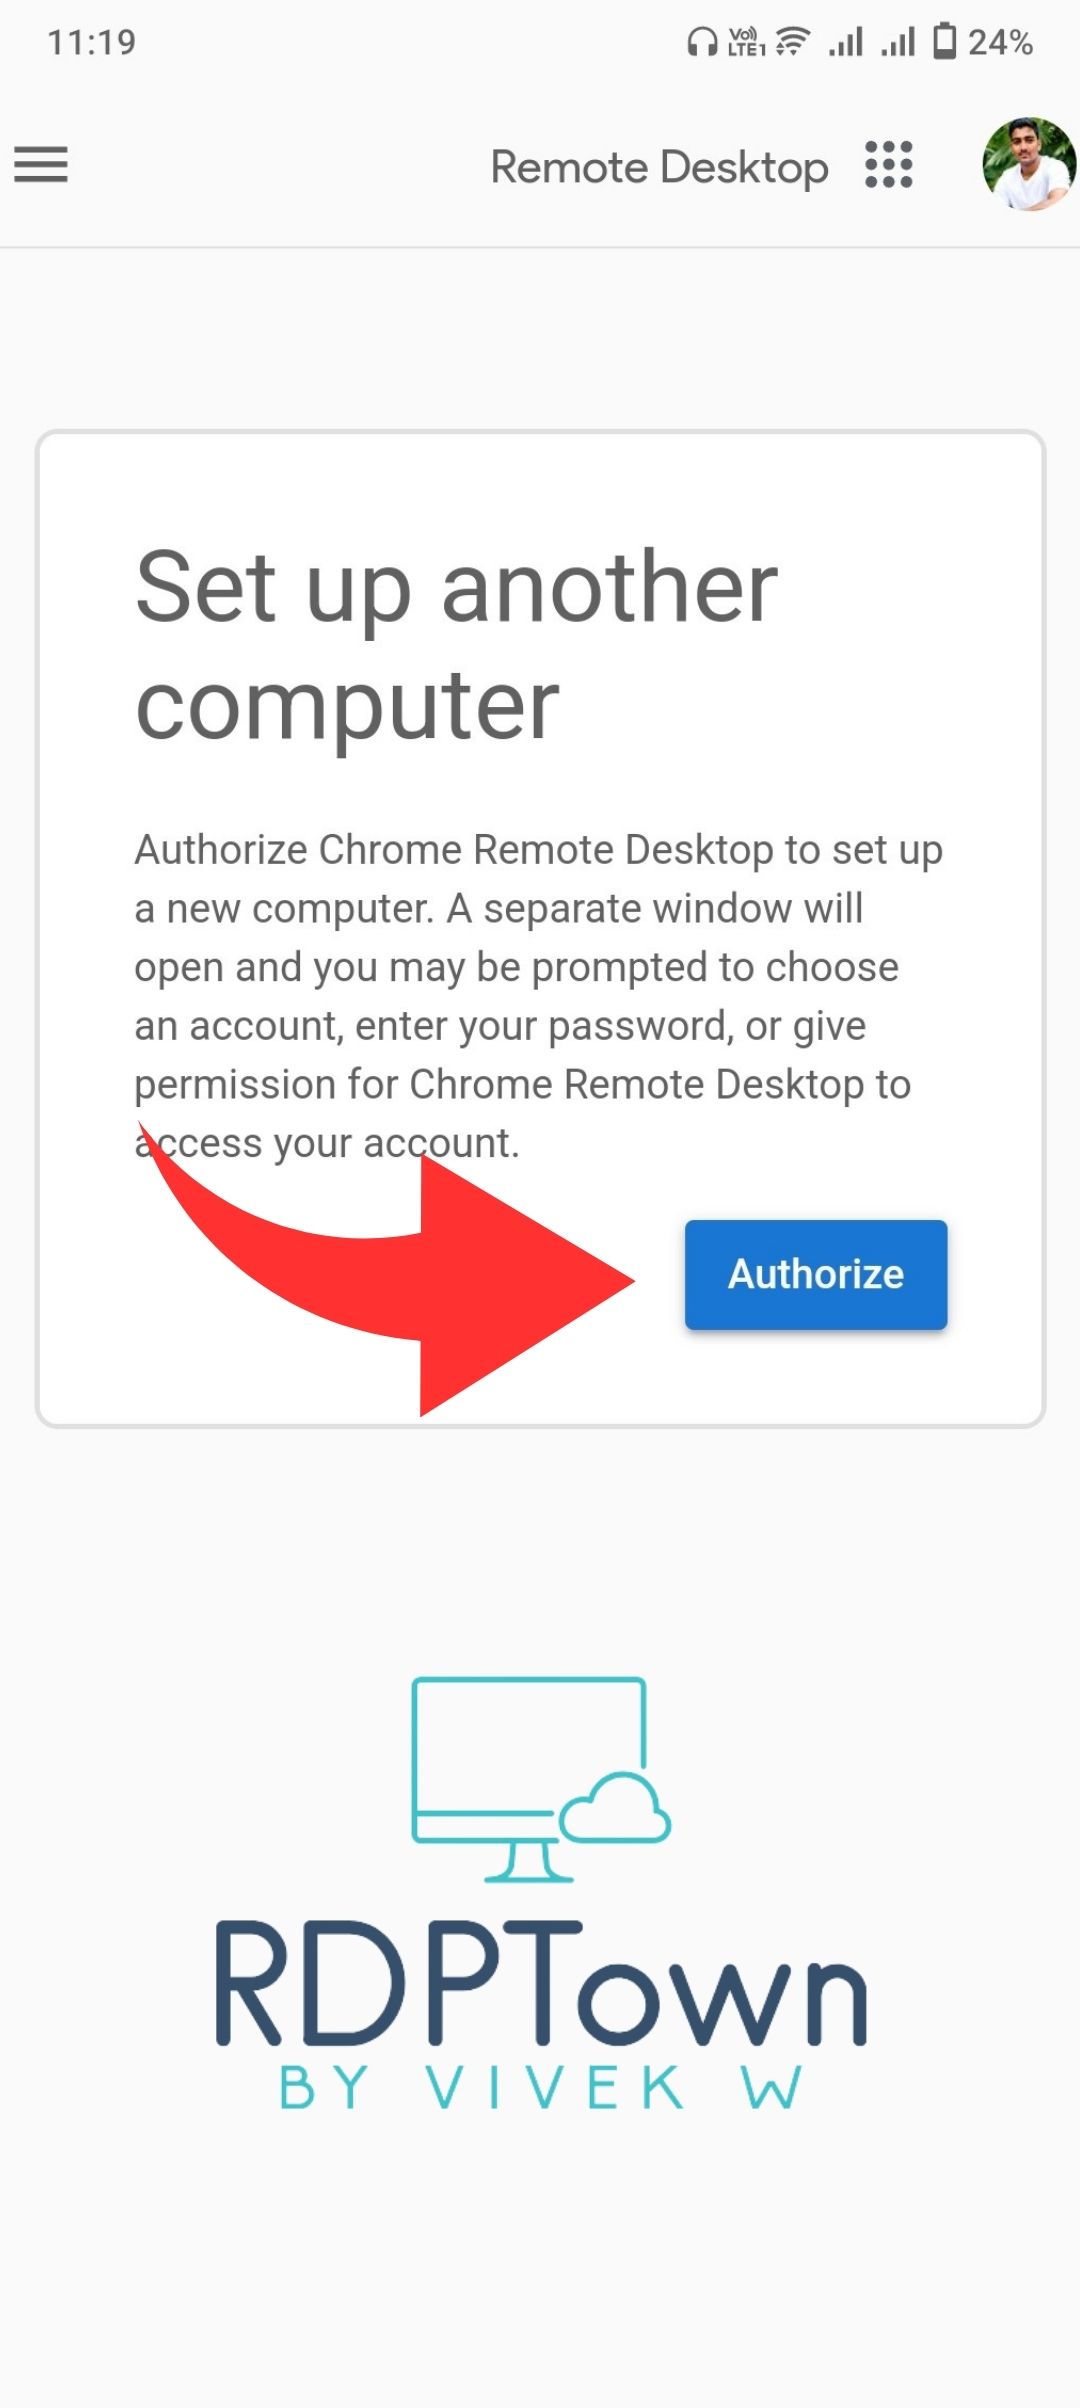 11:19
Vo)) LTE1 24%
Remote Desktop
Set up another
computer
Authorize Chrome Remote Desktop to set up
a new computer. A separate window will
open and you may be prompted to choose
an account, enter your password, or give
permission for Chrome Remote Desktop to
access your account.
Authorize
RDPTown
BY VIVEK W